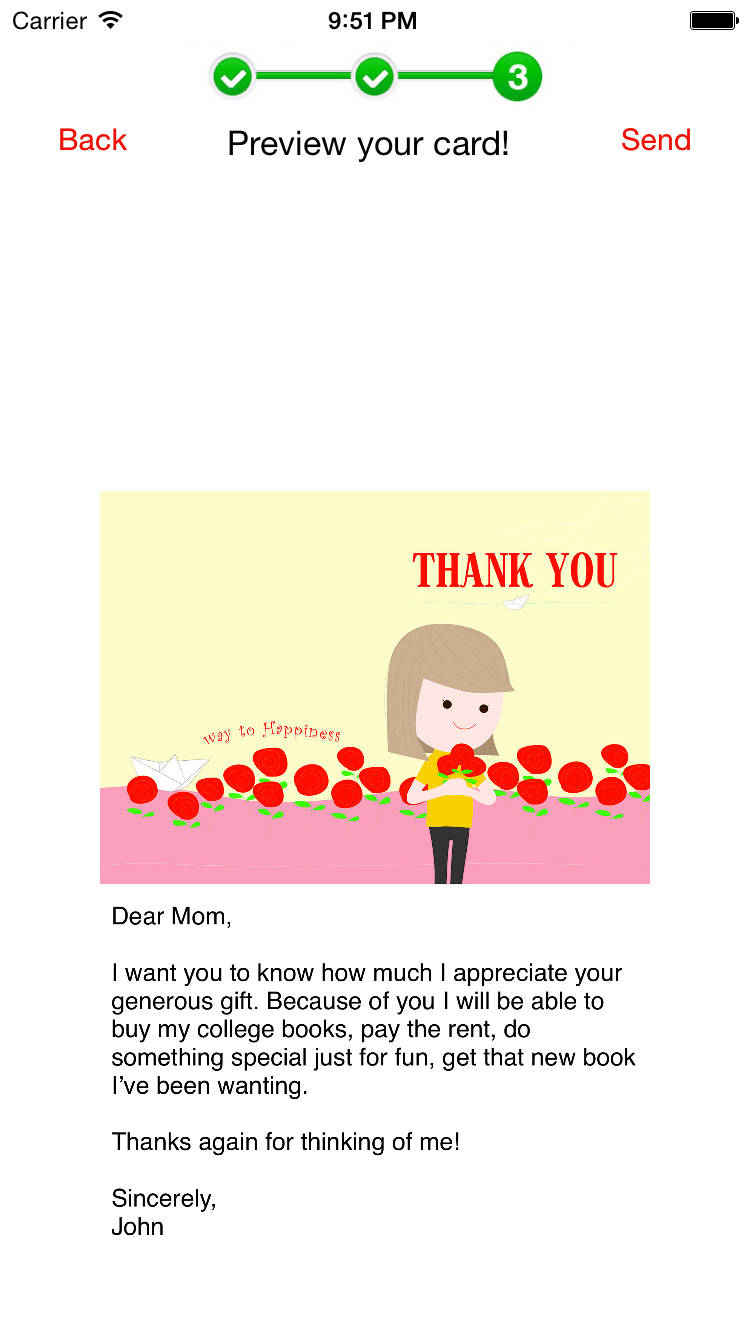 Carrier 9:51 PM
3
Back Preview your card! Send
THANK YOU
way to Happiness
Dear Mom,
I want you to know how much I appreciate your
generous gift. Because of you I will be able to
buy my college books, pay the rent, do
something special just for fun, get that new book
I’ve been wanting.
Thanks again for thinking of me!
Sincerely,
John